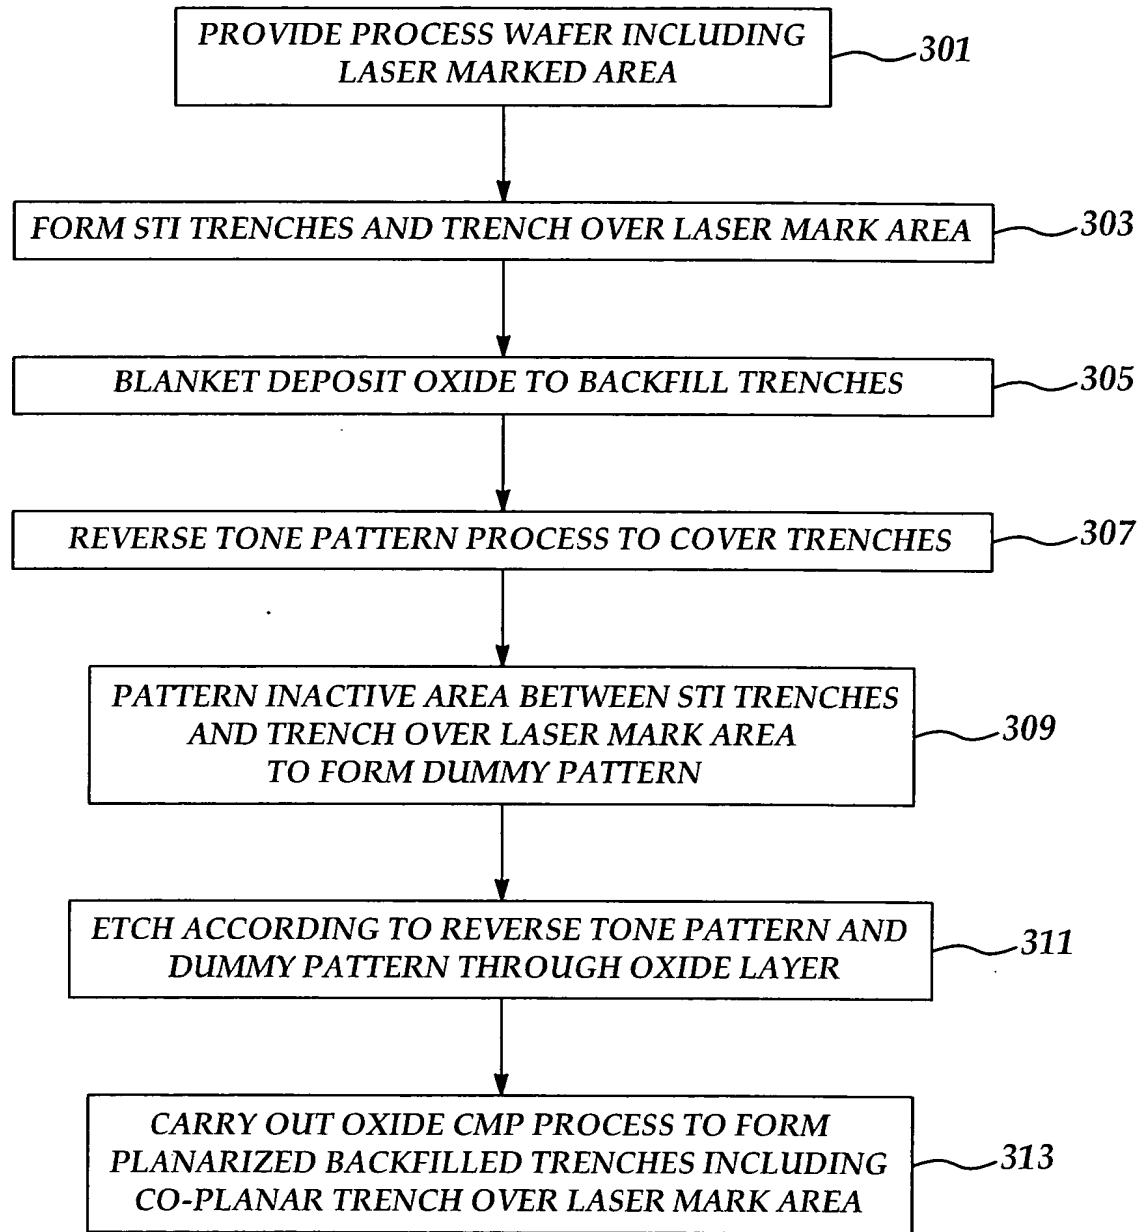 PROVIDE PROCESS WAFER INCLUDING
LASER MARKED AREA
301
FORM STI TRENCHES AND TRENCH OVER LASER MARK AREA
303
BLANKET DEPOSIT OXIDE TO BACKFILL TRENCHES
305
REVERSE TONE PATTERN PROCESS TO COVER TRENCHES
307
PATTERN INACTIVE AREA BETWEEN STI TRENCHES
AND TRENCH OVER LASER MARK AREA
TO FORM DUMMY PATTERN
309
ETCH ACCORDING TO REVERSE TONE PATTERN AND
DUMMY PATTERN THROUGH OXIDE LAYER
311
CARRY OUT OXIDE CMP PROCESS TO FORM
PLANARIZED BACKFILLED TRENCHES INCLUDING
CO-PLANAR TRENCH OVER LASER MARK AREA
313